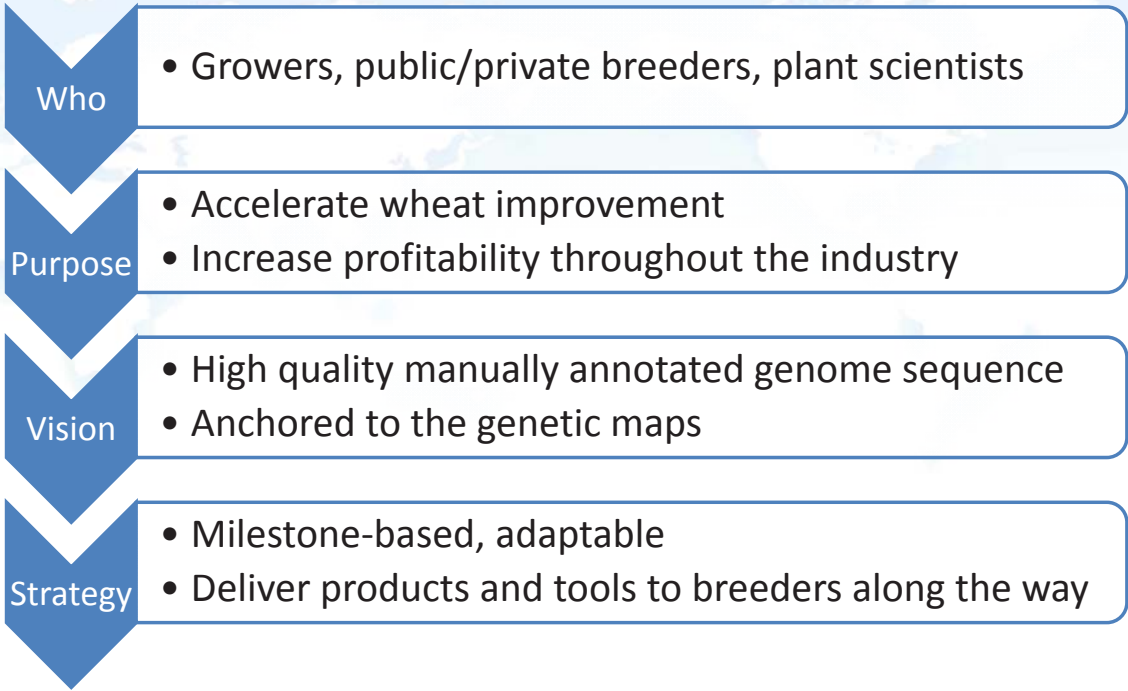 Who
• Growers, public/private breeders, plant scientists
Purpose
• Accelerate wheat improvement
• Increase profitability throughout the industry
Vision
• High quality manually annotated genome sequence
• Anchored to the genetic maps
Strategy
• Milestone-based, adaptable
• Deliver products and tools to breeders along the way